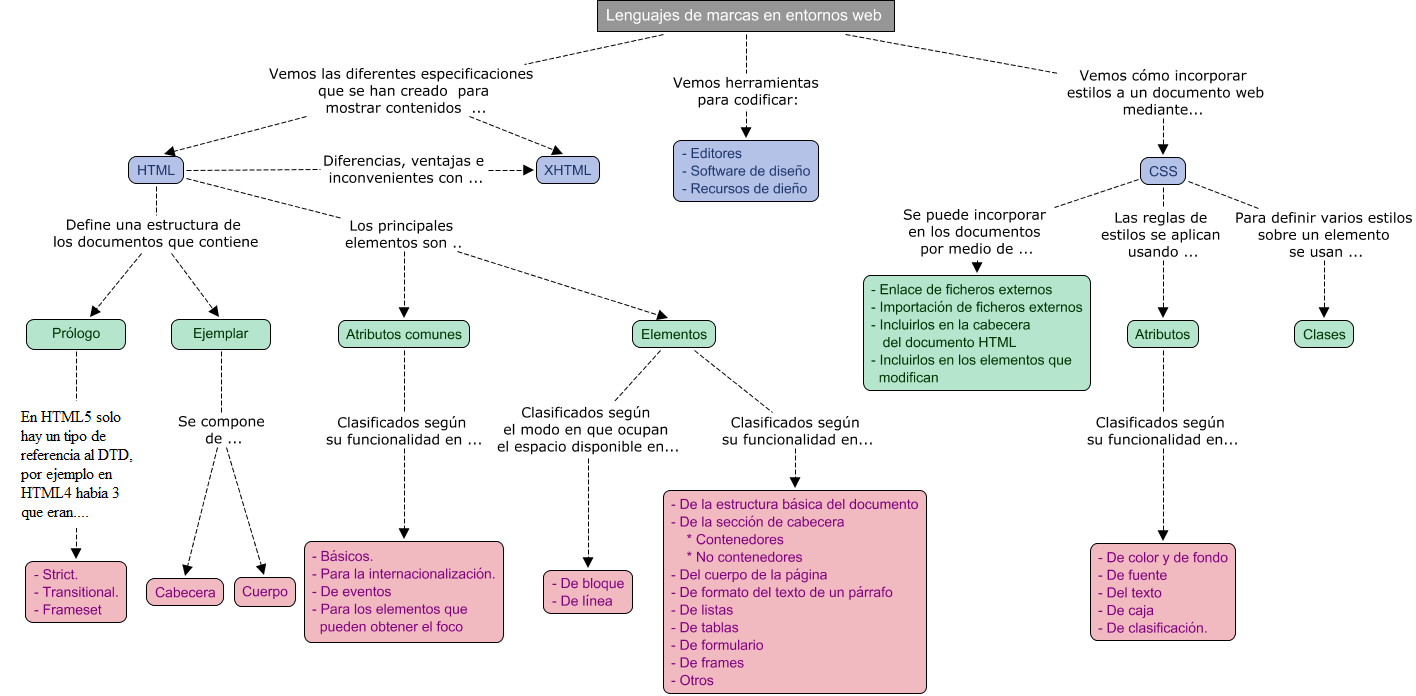 Lenguajes de marcas en entornos web
Vemos las diferentes especificaciones
que se han creado para
mostrar contenidos ...
Vemos herramientas
para codificar:
Vemos cómo incorporar
estilos a un documento web
mediante...
HTML
Diferencias, ventajas e
inconvenientes con ...
XHTML
- Editores
- Software de diseño
- Recursos de dieño
CSS
Define una estructura de
los documentos que contiene
Los principales
elementos son ..
Se puede incorporar
en los documentos
por medio de ...
Las reglas de
estilos se aplican
usando ...
Para definir varios estilos
sobre un elemento
se usan ...
Prólogo
Ejemplar
Atributos comunes
Elementos
- Enlace de ficheros externos
- Importación de ficheros externos
- Incluirlos en la cabecera
del documento HTML
- Incluirlos en los elementos que
modifican
Atributos
Clases
En HTML5 solo
hay un tipo de
referencia al DTD,
por ejemplo en
HTML4 había 3
que eran....
Se compone
de ...
Clasificados según
su funcionalidad en ...
Clasificados según
el modo en que ocupan
el espacio disponible en...
Clasificados según
su funcionalidad en...
Clasificados según
su funcionalidad en...
- Strict.
- Transitional.
- Frameset
Cabecera
Cuerpo
- Básicos.
- Para la internacionalización.
- De eventos
- Para los elementos que
pueden obtener el foco
- De bloque
- De línea
- De la estructura básica del documento
- De la sección de cabecera
* Contenedores
* No contenedores
- Del cuerpo de la página
- De formato del texto de un párrafo
- De listas
- De tablas
- De formulario
- De frames
- Otros
- De color y de fondo
- De fuente
- Del texto
- De caja
- De clasificación.